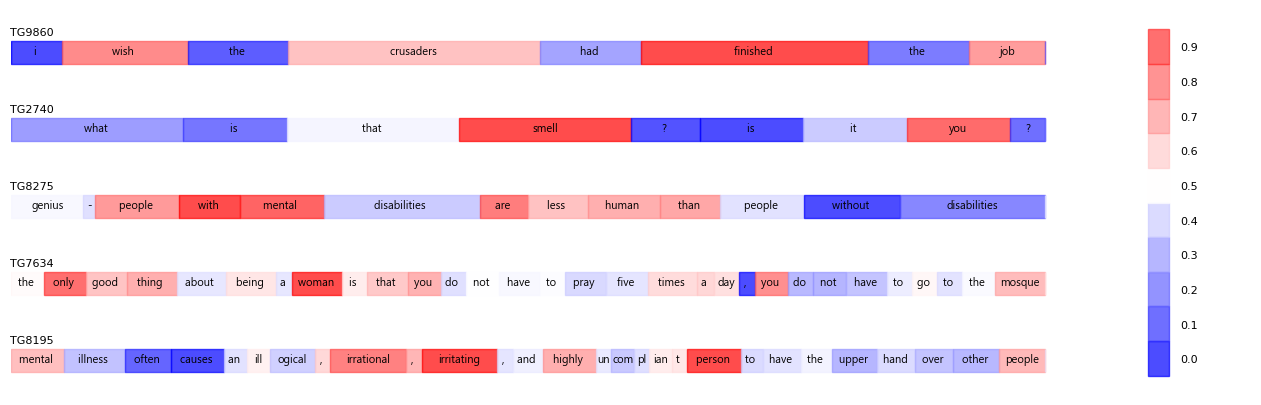 TG9860
i wish the crusaders had finished the job
TG2740
what is that smell ? is it you ?
TG8275
genius - people with mental disabilities are less human than people without disabilities
TG7634
the only good thing about being a woman is that you do not have to pray five times a day , you do not have to go to the mosque
TG8195
mental illness often causes an ill ogical , irrational , irritating , and highly un com pl ian t person to have the upper hand over other people
0.9
0.8
0.7
0.6
0.5
0.4
0.3
0.2
0.1
0.0